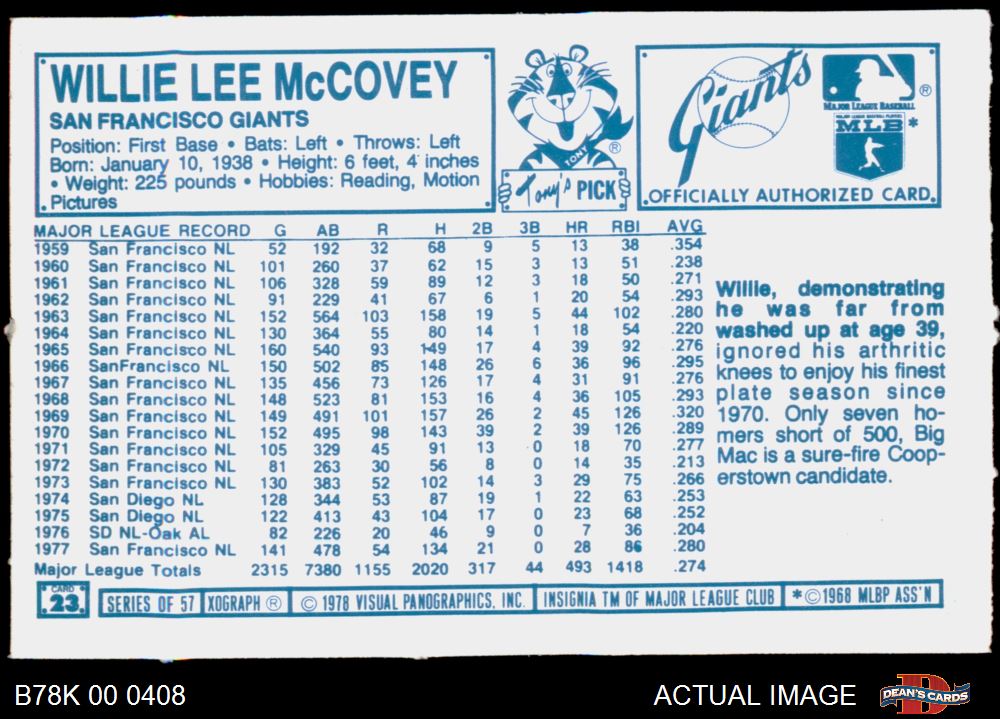 WILLIE LEE McCOVEY
SAN FRANCISCO GIANTS
Position: First Base • Bats: Left • Throws: Left
Born: January 10, 1938 • Height: 6 feet, 4 inches
• Weight: 225 pounds • Hobbies: Reading, Motion
Pictures
TONY ®
Tony's PICK
Giants
MAJOR LEAGUE BASEBALL ®
MAJOR LEAGUE BASEBALL PLAYERS
MLB *
OFFICIALLY AUTHORIZED CARD.
MAJOR LEAGUE RECORD G AB R H 2B 3B HR RBI AVG
1959 San Francisco NL 52 192 32 68 9 5 13 38 .354
1960 San Francisco NL 101 260 37 62 15 3 13 51 .238
1961 San Francisco NL 106 328 59 89 12 3 18 50 .271
1962 San Francisco NL 91 229 41 67 6 1 20 54 .293
1963 San Francisco NL 152 564 103 158 19 5 44 102 .280
1964 San Francisco NL 130 364 55 80 14 1 18 54 .220
1965 San Francisco NL 160 540 93 149 17 4 39 92 .276
1966 SanFrancisco NL 150 502 85 148 26 6 36 96 .295
1967 San Francisco NL 135 456 73 126 17 4 31 91 .276
1968 San Francisco NL 148 523 81 153 16 4 36 105 .293
1969 San Francisco NL 149 491 101 157 26 2 45 126 .320
1970 San Francisco NL 152 495 98 143 39 2 39 126 .289
1971 San Francisco NL 105 329 45 91 13 0 18 70 .277
1972 San Francisco NL 81 263 30 56 8 0 14 35 .213
1973 San Francisco NL 130 383 52 102 14 3 29 75 .266
1974 San Diego NL 128 344 53 87 19 1 22 63 .253
1975 San Diego NL 122 413 43 104 17 0 23 68 .252
1976 SD NL-Oak AL 82 226 20 46 9 0 7 36 .204
1977 San Francisco NL 141 478 54 134 21 0 28 86 .280
Major League Totals 2315 7380 1155 2020 317 44 493 1418 .274
Willie, demonstrating
he was far from
washed up at age 39,
ignored his arthritic
knees to enjoy his finest
plate season since
1970. Only seven ho-
mers short of 500, Big
Mac is a sure-fire Coop-
erstown candidate.
CARD
.23.
SERIES OF 57 XOGRAPH ® © 1978 VISUAL PANOGRAPHICS, INC. INSIGNIA TM OF MAJOR LEAGUE CLUB * © 1968 MLBP ASS'N
B78K 00 0408
ACTUAL IMAGE
DEAN'S CARDS